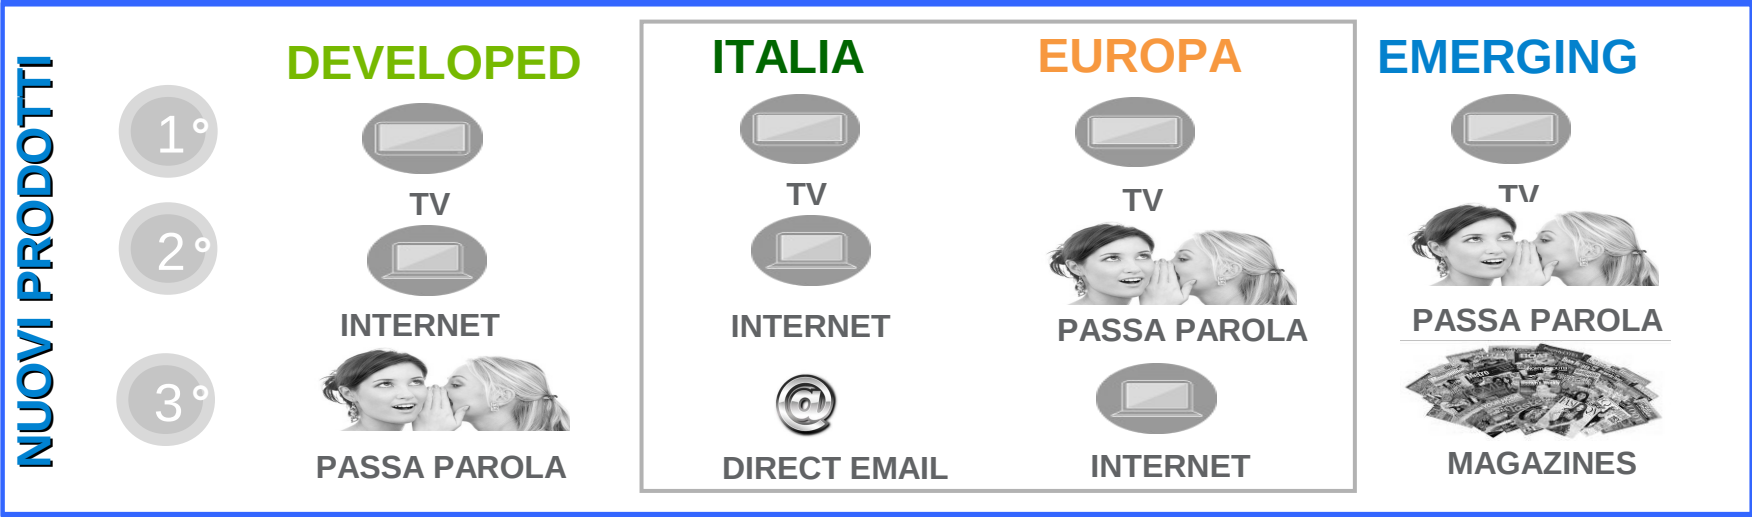 NUOVI PRODOTTI
DEVELOPED ITALIA EUROPA EMERGING
1°
TV TV TV TV
2°
INTERNET INTERNET PASSA PAROLA PASSA PAROLA
3°
PASSA PAROLA DIRECT EMAIL INTERNET MAGAZINES